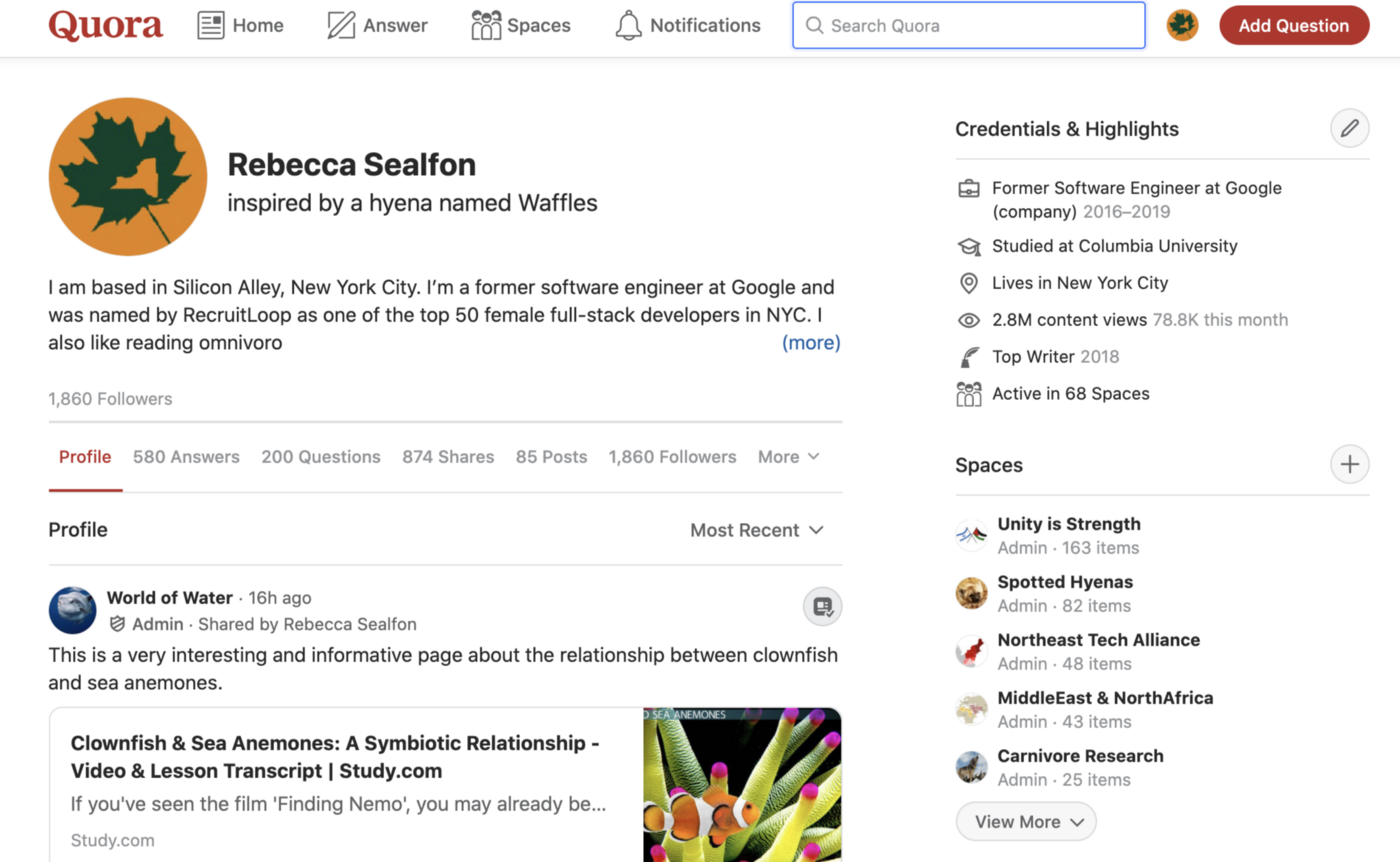 Quora
Home
Answer
Spaces
Notifications
Search Quora
Add Question
Rebecca Sealfon
inspired by a hyena named Waffles
I am based in Silicon Alley, New York City. I'm a former software engineer at Google and
was named by RecruitLoop as one of the top 50 female full-stack developers in NYC. I
also like reading omnivoro
(more)
1,860 Followers
Profile
580 Answers
200 Questions
874 Shares
85 Posts
1,860 Followers
More
Profile
Most Recent
World of Water · 16h ago
Admin · Shared by Rebecca Sealfon
This is a very interesting and informative page about the relationship between clownfish
and sea anemones.
Clownfish & Sea Anemones: A Symbiotic Relationship -
Video & Lesson Transcript | Study.com
If you've seen the film 'Finding Nemo', you may already be...
Study.com
D SEA ANEMONES
Credentials & Highlights
Former Software Engineer at Google
(company) 2016–2019
Studied at Columbia University
Lives in New York City
2.8M content views 78.8K this month
Top Writer 2018
Active in 68 Spaces
Spaces
Unity is Strength
Admin · 163 items
Spotted Hyenas
Admin · 82 items
Northeast Tech Alliance
Admin · 48 items
MiddleEast & NorthAfrica
Admin · 43 items
Carnivore Research
Admin · 25 items
View More